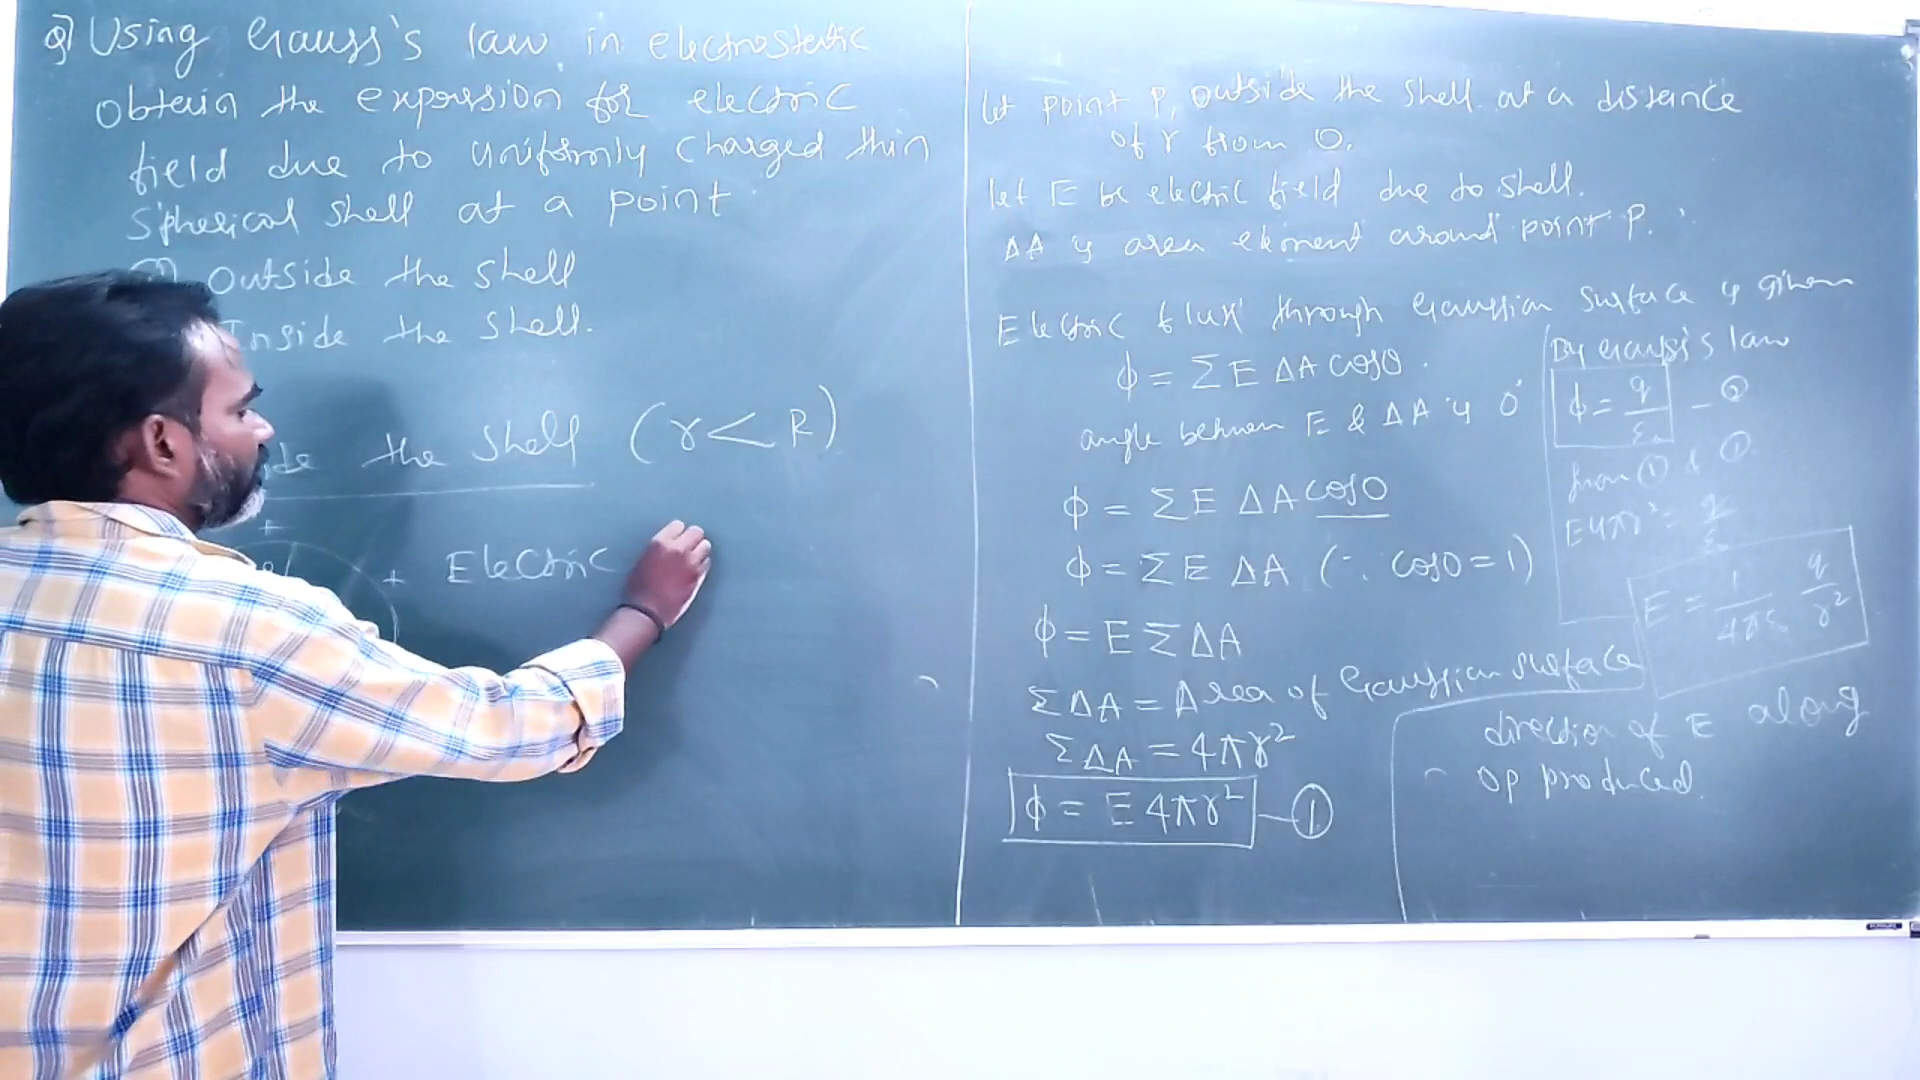 Q) Using Gauss's law in electrostatic
obtain the expression for electric
field due to uniformly charged thin
spherical shell at a point
outside the shell
Inside the shell.
the shell (r < R)
+
+ Electric
let point P, outside the shell at a distance
of r from O.
let E be electric field due to shell.
ΔA is area element around point P.
Electric flux through Gaussian surface is given
ϕ = Σ E ΔA cosθ
angle between E & ΔA is 0°
ϕ = Σ E ΔA cos0
ϕ = Σ E ΔA (∵ cos0 = 1)
ϕ = E Σ ΔA
Σ ΔA = Area of Gaussian surface
Σ ΔA = 4πr²
ϕ = E 4πr² — ①
By Gauss's law
ϕ = q/ε₀ — ②
from ① &
E 4πr² = q/ε₀
E = 1/4πε₀ q/r²
direction of E along
op produced.